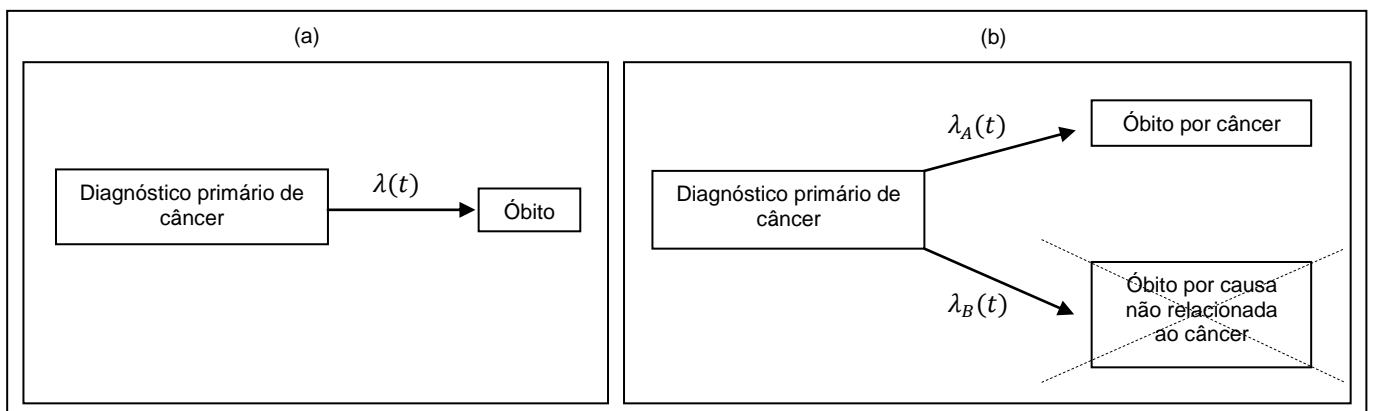 (a)
Diagnóstico primário de
câncer
λ(t)
Óbito
(b)
Diagnóstico primário de
câncer
λ_A(t)
Óbito por câncer
λ_B(t)
Óbito por causa
não relacionada
ao câncer